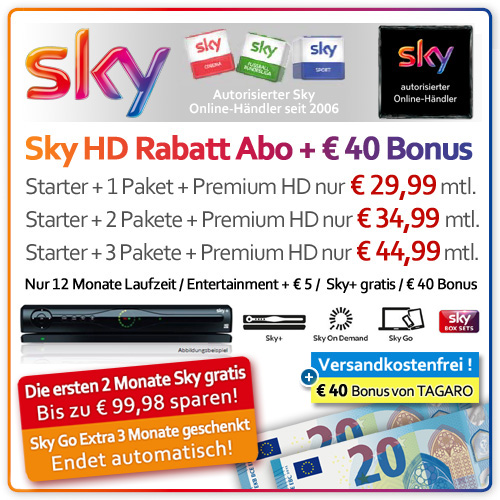 sky
CINEMA
FUSSBALL BUNDESLIGA
SPORT
Autorisierter Sky
Online-Händler seit 2006
sky
autorisierter
Online-Händler
Sky HD Rabatt Abo + € 40 Bonus
Starter + 1 Paket + Premium HD nur € 29,99 mtl.
Starter + 2 Pakete + Premium HD nur € 34,99 mtl.
Starter + 3 Pakete + Premium HD nur € 44,99 mtl.
Nur 12 Monate Laufzeit / Entertainment + € 5 / Sky+ gratis / € 40 Bonus
sky
Abbildungsbeispiel
Sky+
Sky On Demand
Sky Go
sky
BOX SETS
Die ersten 2 Monate Sky gratis
Bis zu € 99,98 sparen!
Sky Go Extra 3 Monate geschenkt
Endet automatisch!
+ Versandkostenfrei !
€ 40 Bonus von TAGARO
20
20